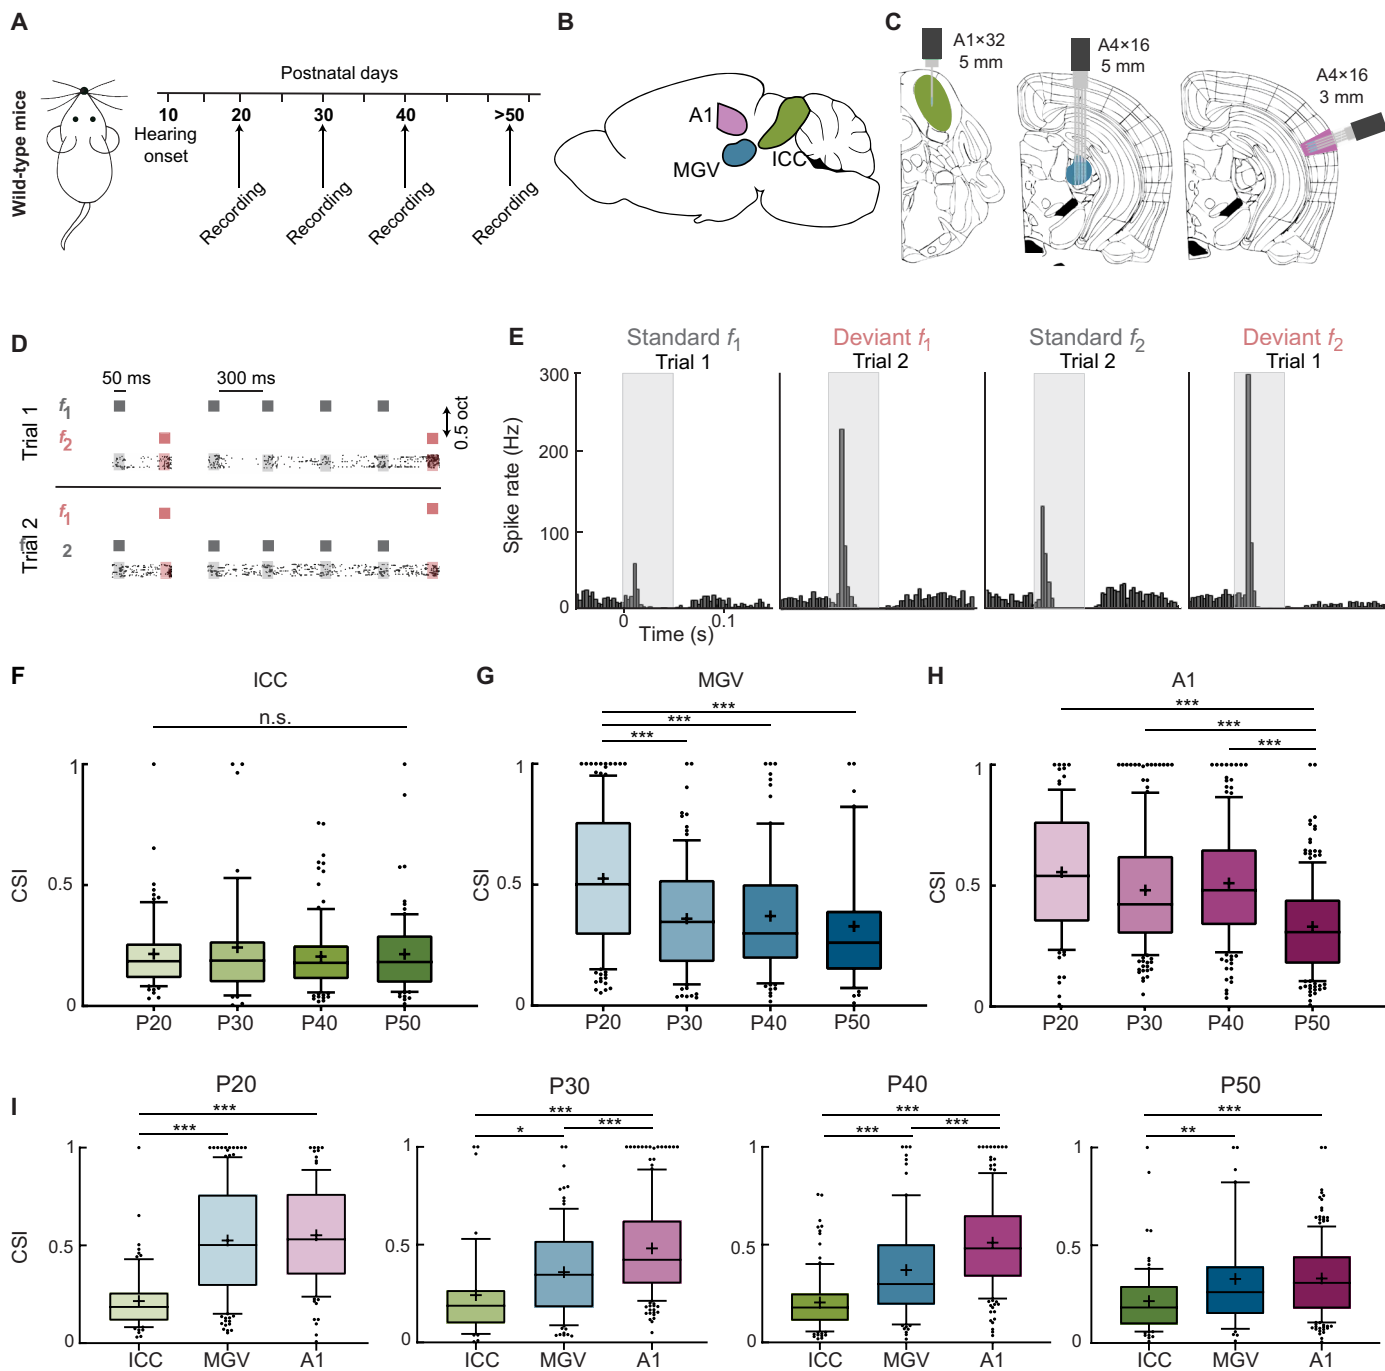 A
B
C
Wild-type mice
Postnatal days
10
20
30
40
>50
Hearing
onset
Recording
Recording
Recording
Recording
A1
MGV
ICC
A1×32
5 mm
A4×16
5 mm
A4×16
3 mm
D
50 ms
300 ms
Trial 1
f1
f2
0.5 oct
Trial 2
f1
f2
E
Standard f1
Trial 1
Deviant f1
Trial 2
Standard f2
Trial 2
Deviant f2
Trial 1
Spike rate (Hz)
300
200
100
0
0
0.1
Time (s)
F
ICC
n.s.
CSI
1
0.5
0
P20
P30
P40
P50
G
MGV
***
***
***
CSI
1
0.5
0
P20
P30
P40
P50
H
A1
***
***
***
CSI
1
0.5
0
P20
P30
P40
P50
I
P20
***
***
CSI
1
0.5
0
ICC
MGV
A1
P30
***
*
***
1
0.5
0
ICC
MGV
A1
P40
***
***
***
1
0.5
0
ICC
MGV
A1
P50
***
**
1
0.5
0
ICC
MGV
A1